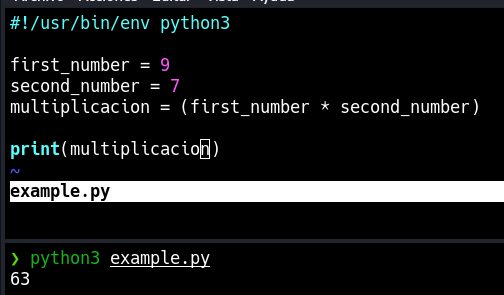 Archivo Acciones Editar Vista Ayuda
#!/usr/bin/env python3
first_number = 9
second_number = 7
multiplicacion = (first_number * second_number)
print(multiplicacion)
~
example.py
❯ python3 example.py
63